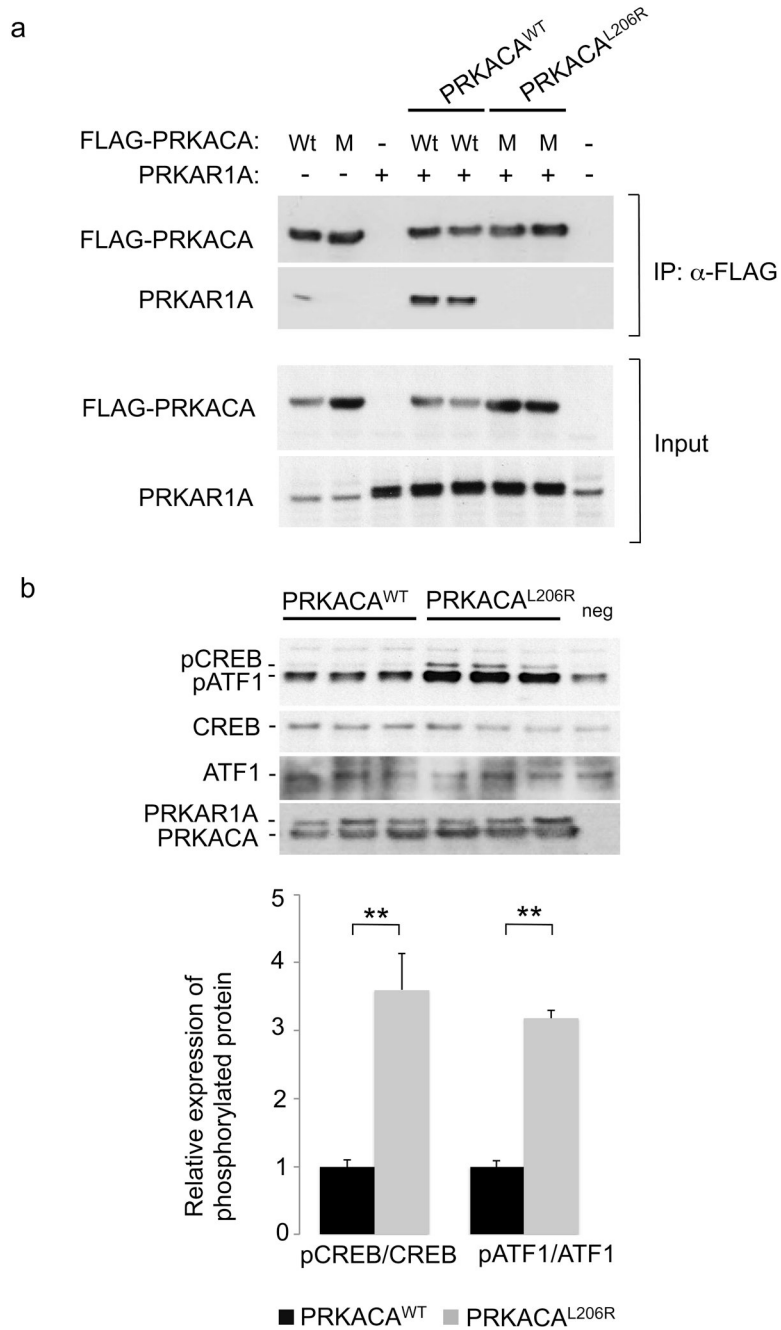 a
PRKACA^WT PRKACA^L206R
FLAG-PRKACA: Wt M - Wt Wt M M -
PRKAR1A: - - + + + + + -
FLAG-PRKACA
PRKAR1A
IP: α-FLAG
FLAG-PRKACA
PRKAR1A
Input
b
PRKACA^WT PRKACA^L206R neg
pCREB -
pATF1 -
CREB -
ATF1 -
PRKAR1A -
PRKACA -
Relative expression of
phosphorylated protein
5
4
3
2
1
0
** **
pCREB/CREB pATF1/ATF1
PRKACA^WT PRKACA^L206R